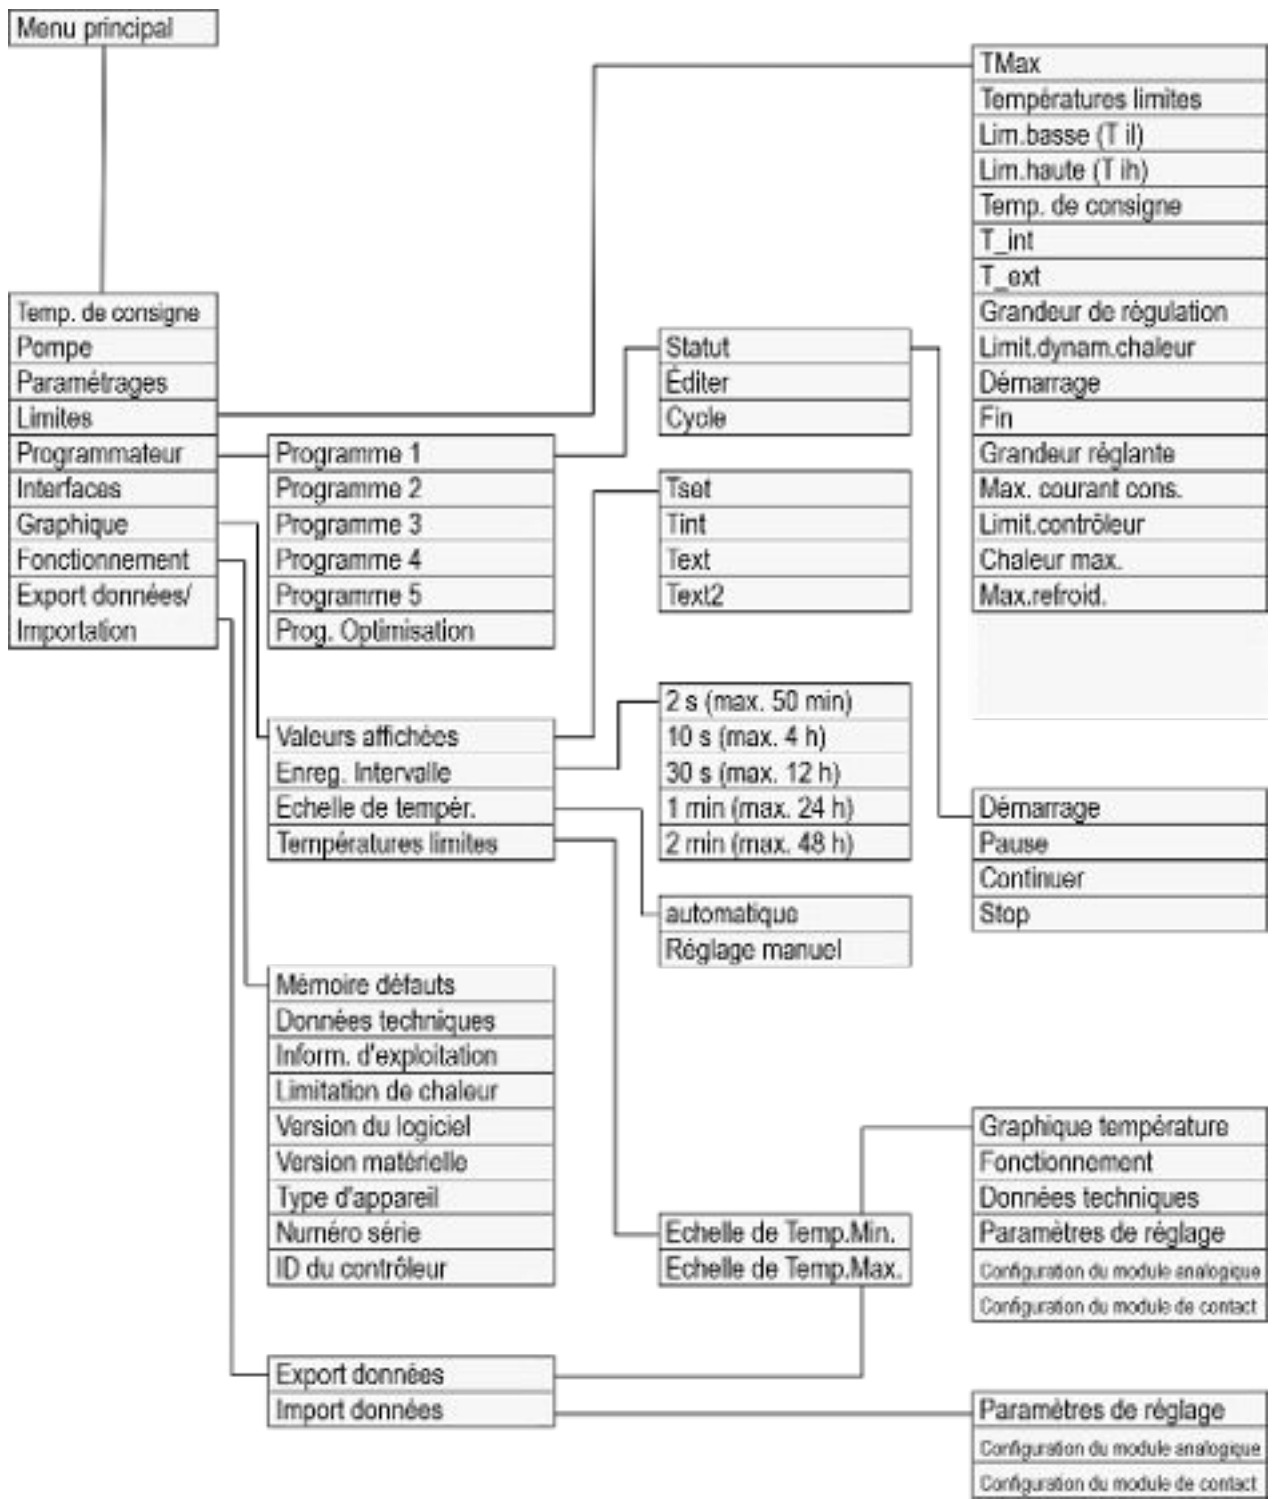 Menu principal
Temp. de consigne
Pompe
Paramétrages
Limites
Programmateur
Interfaces
Graphique
Fonctionnement
Export données/
Importation
Programme 1
Programme 2
Programme 3
Programme 4
Programme 5
Prog. Optimisation
Valeurs affichées
Enreg. Intervalle
Echelle de tempér.
Températures limites
Mémoire défauts
Données techniques
Inform. d'exploitation
Limitation de chaleur
Version du logiciel
Version matérielle
Type d'appareil
Numéro série
ID du contrôleur
Export données
Import données
Statut
Éditer
Cycle
Tset
Tint
Text
Text2
2 s (max. 50 min)
10 s (max. 4 h)
30 s (max. 12 h)
1 min (max. 24 h)
2 min (max. 48 h)
automatique
Réglage manuel
Echelle de Temp.Min.
Echelle de Temp.Max.
TMax
Températures limites
Lim.basse (T il)
Lim.haute (T ih)
Temp. de consigne
T_int
T_ext
Grandeur de régulation
Limit.dynam.chaleur
Démarrage
Fin
Grandeur réglante
Max. courant cons.
Limit.contrôleur
Chaleur max.
Max.refroid.
Démarrage
Pause
Continuer
Stop
Graphique température
Fonctionnement
Données techniques
Paramètres de réglage
Configuration du module analogique
Configuration du module de contact
Paramètres de réglage
Configuration du module analogique
Configuration du module de contact